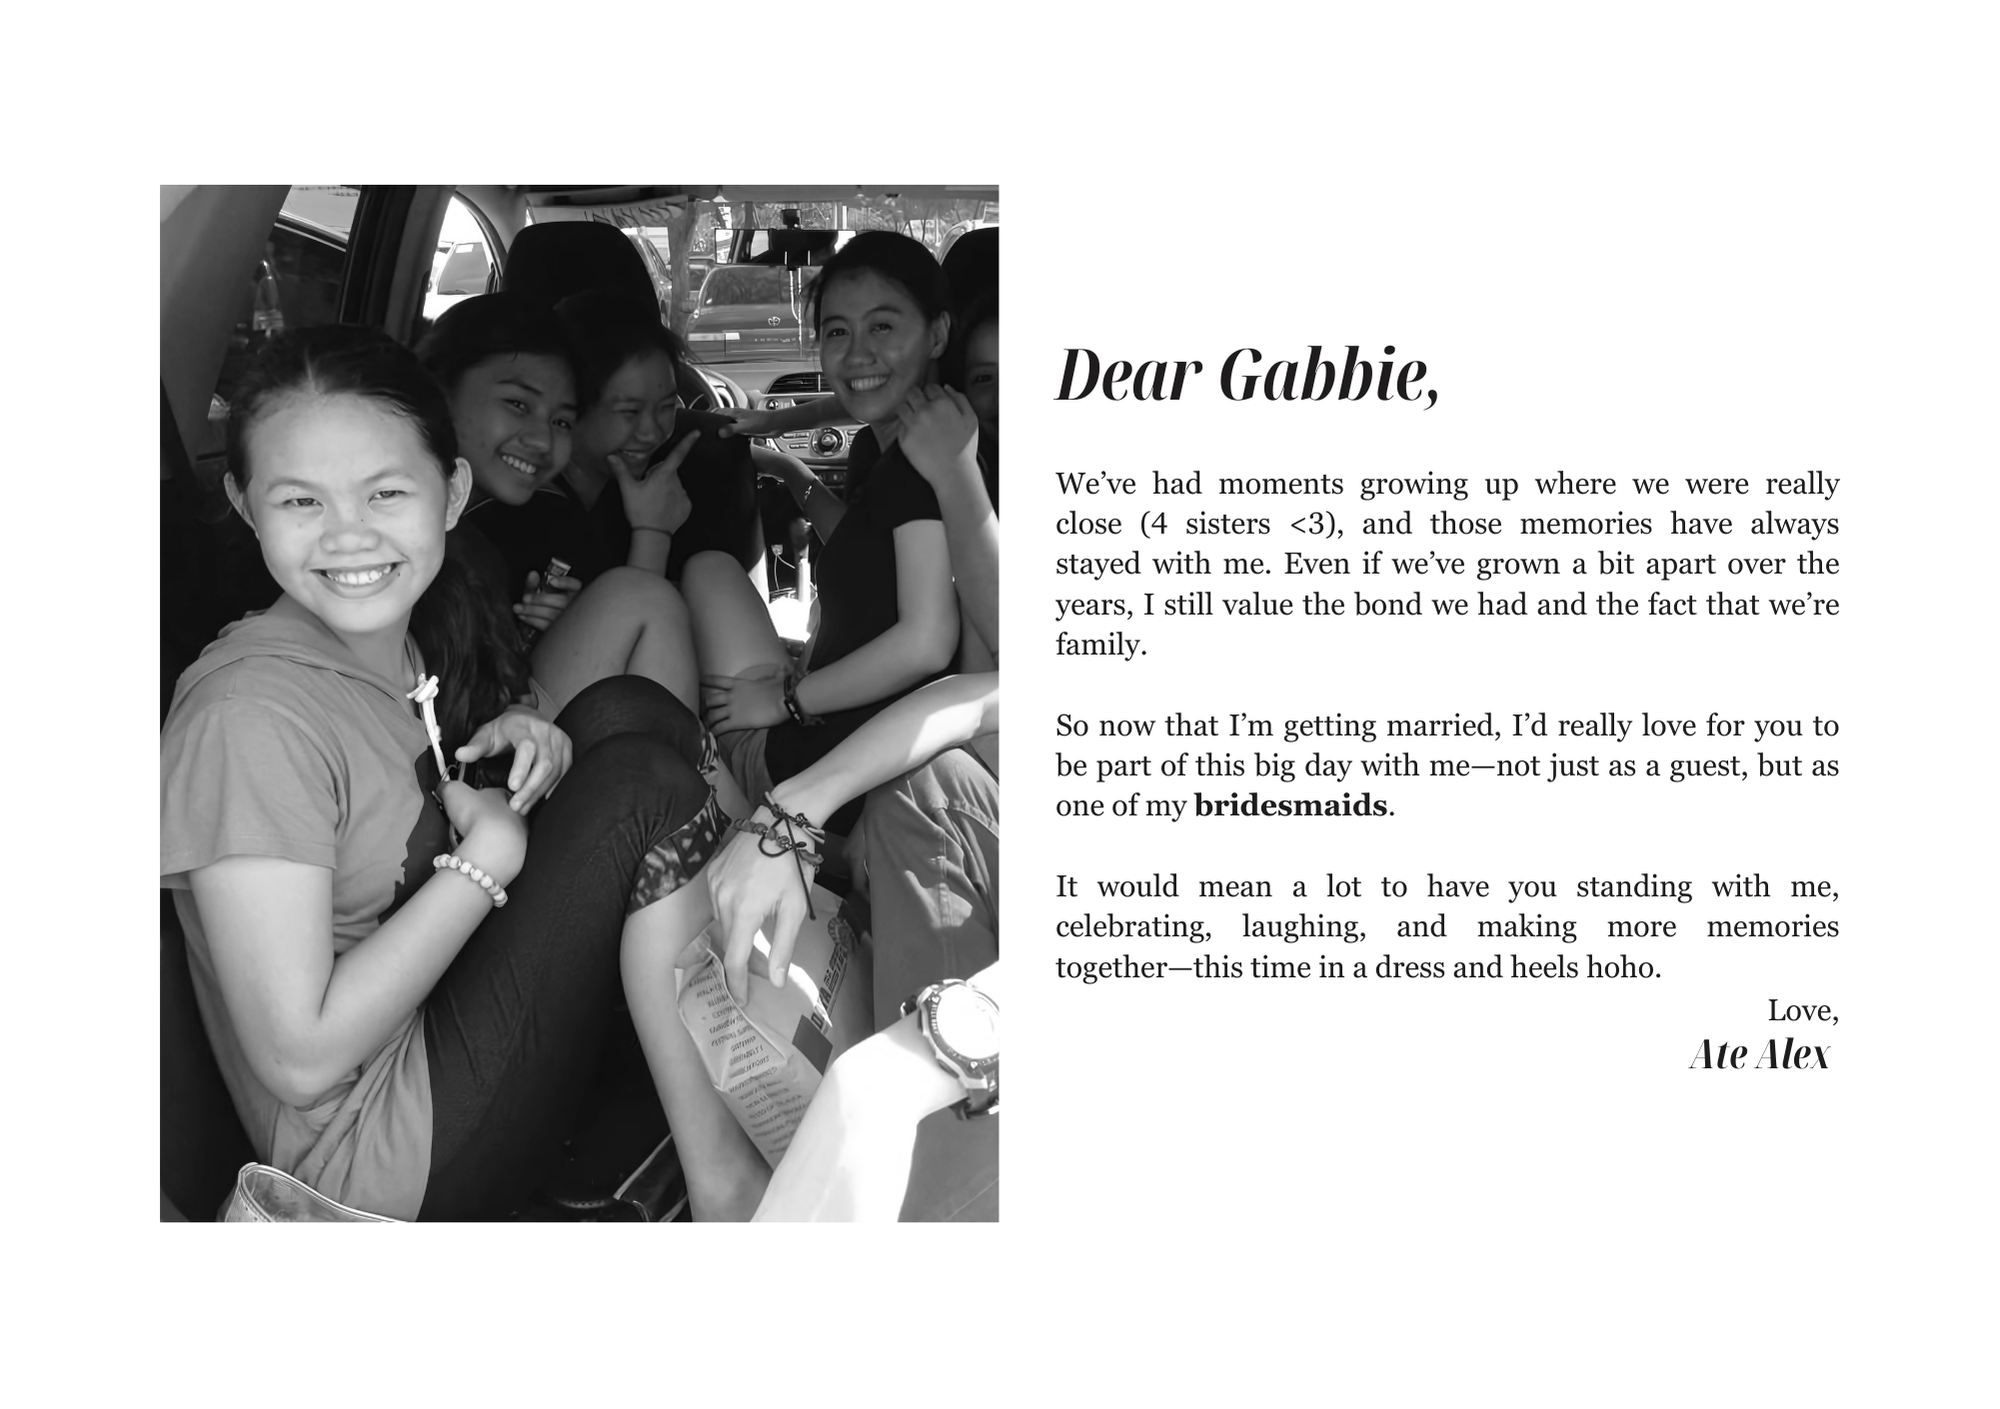 Dear Gabbie,
We’ve had moments growing up where we were really
close (4 sisters <3), and those memories have always
stayed with me. Even if we’ve grown a bit apart over the
years, I still value the bond we had and the fact that we’re
family.
So now that I’m getting married, I’d really love for you to
be part of this big day with me—not just as a guest, but as
one of my bridesmaids.
It would mean a lot to have you standing with me,
celebrating, laughing, and making more memories
together—this time in a dress and heels hoho.
Love,
Ate Alex